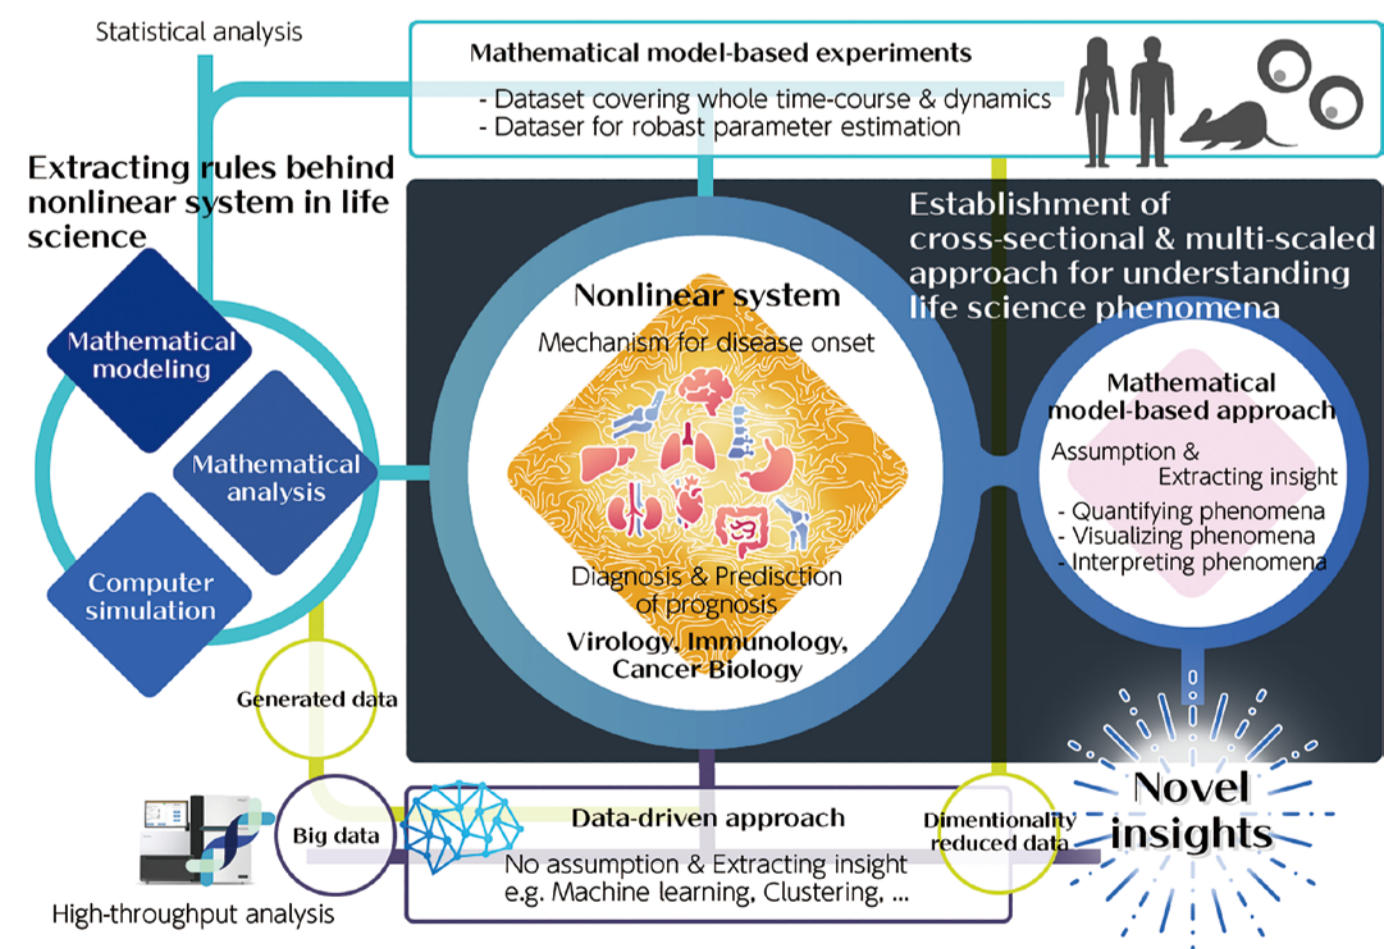 Statistical analysis
Mathematical model-based experiments
- Dataset covering whole time-course & dynamics
- Dataser for robast parameter estimation
Extracting rules behind
nonlinear system in life
science
Establishment of
cross-sectional & multi-scaled
approach for understanding
life science phenomena
Mathematical
modeling
Mathematical
analysis
Computer
simulation
Nonlinear system
Mechanism for disease onset
Diagnosis & Predisction
of prognosis
Virology, Immunology,
Cancer Biology
Mathematical
model-based approach
Assumption &
Extracting insight
- Quantifying phenomena
- Visualizing phenomena
- Interpreting phenomena
Generated data
Big data
High-throughput analysis
Data-driven approach
No assumption & Extracting insight
e.g. Machine learning, Clustering, ...
Dimentionality
reduced data
Novel
insights